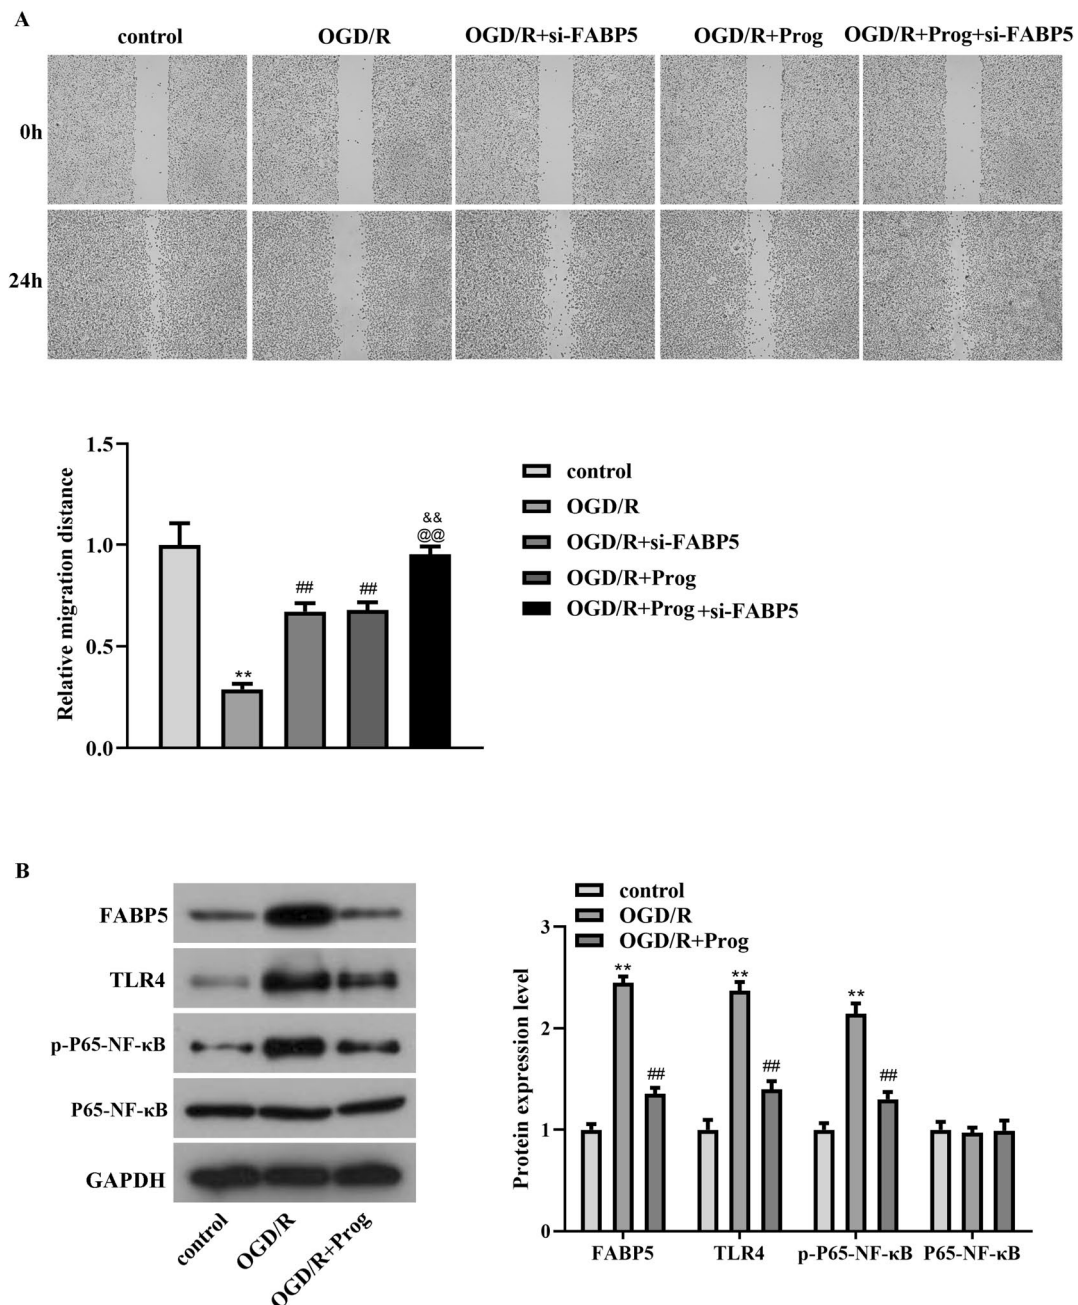 A
control OGD/R OGD/R+si-FABP5 OGD/R+Prog OGD/R+Prog+si-FABP5
0h
24h
Relative migration distance
1.5
1.0
0.5
0.0
**
##
##
&&
@@
control
OGD/R
OGD/R+si-FABP5
OGD/R+Prog
OGD/R+Prog+si-FABP5
B
FABP5
TLR4
p-P65-NF-κB
P65-NF-κB
GAPDH
control OGD/R OGD/R+Prog
control
OGD/R
OGD/R+Prog
Protein expression level
3
2
1
0
** ** **
## ## ##
FABP5 TLR4 p-P65-NF-κB P65-NF-κB